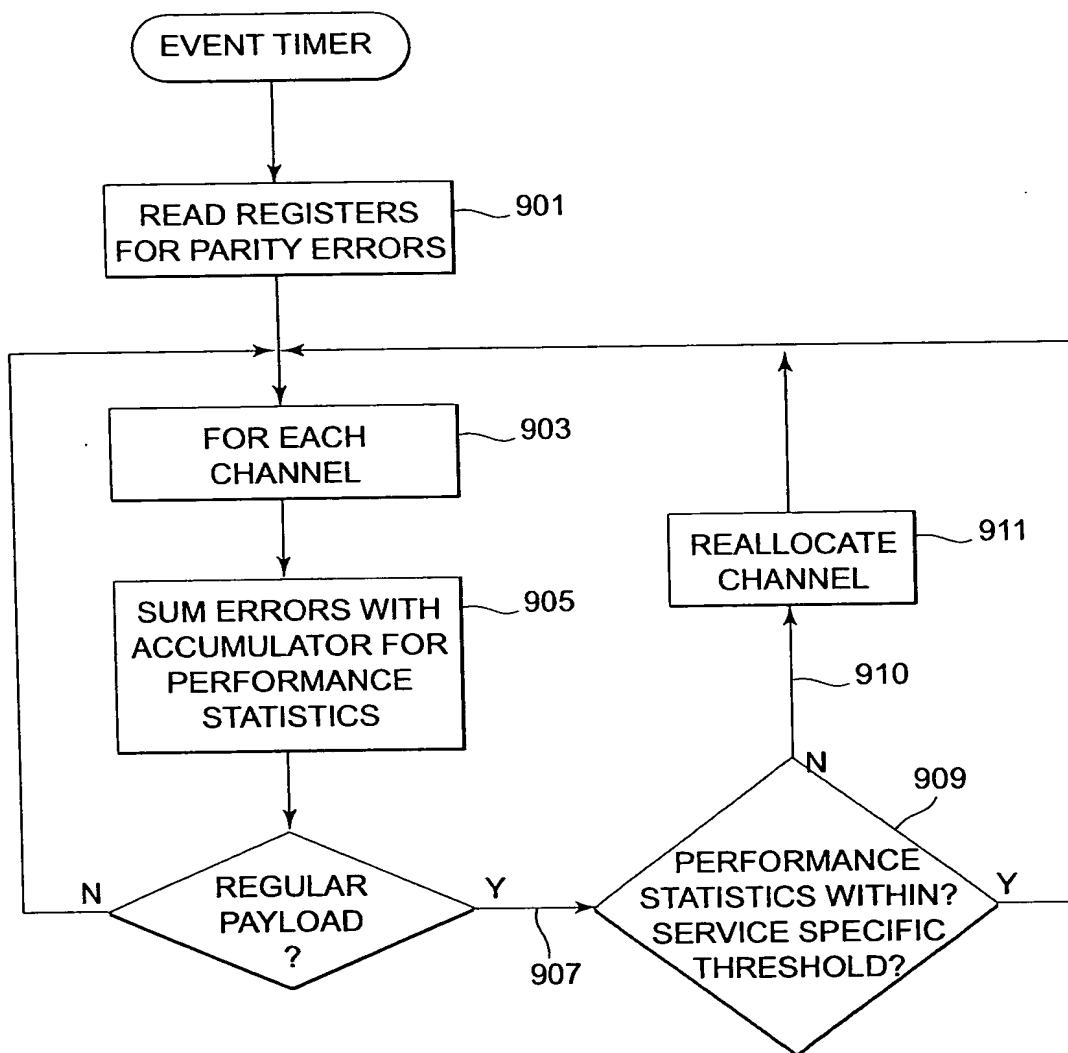 EVENT TIMER
READ REGISTERS
FOR PARITY ERRORS
901
FOR EACH
CHANNEL
903
SUM ERRORS WITH
ACCUMULATOR FOR
PERFORMANCE
STATISTICS
905
REGULAR
PAYLOAD
?
N
Y
907
PERFORMANCE
STATISTICS WITHIN?
SERVICE SPECIFIC
THRESHOLD?
909
N
Y
910
REALLOCATE
CHANNEL
911